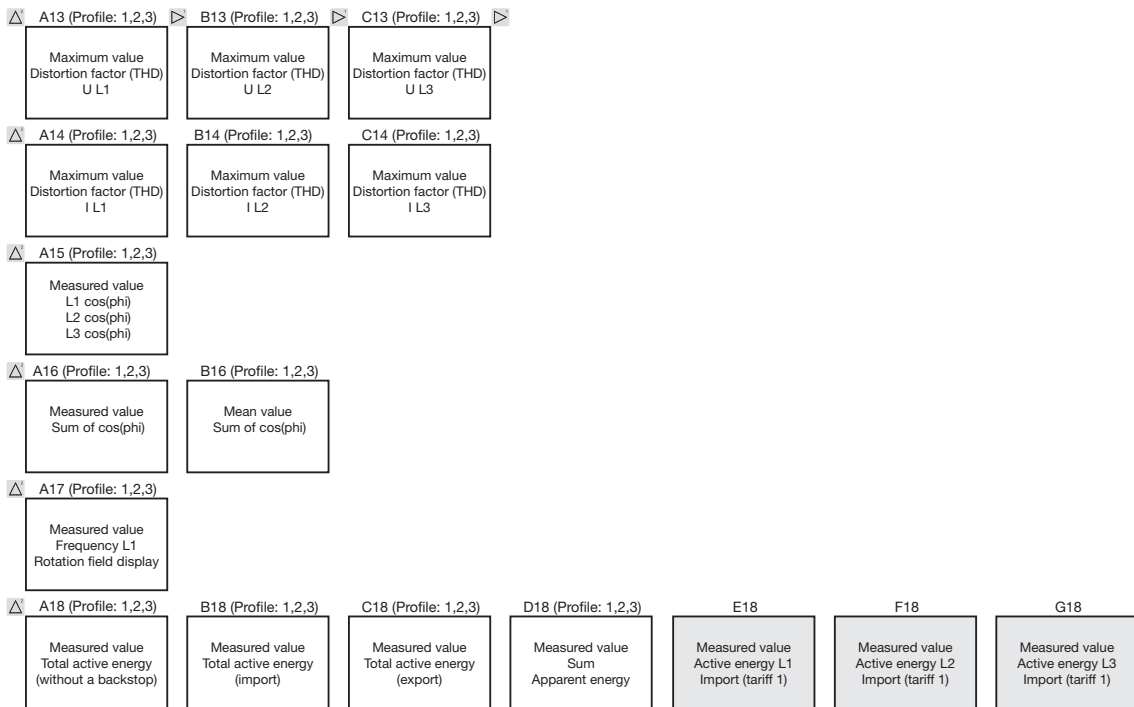 A13 (Profile: 1,2,3) B13 (Profile: 1,2,3) C13 (Profile: 1,2,3)
Maximum value
Distortion factor (THD)
U L1
Maximum value
Distortion factor (THD)
U L2
Maximum value
Distortion factor (THD)
U L3
A14 (Profile: 1,2,3) B14 (Profile: 1,2,3) C14 (Profile: 1,2,3)
Maximum value
Distortion factor (THD)
I L1
Maximum value
Distortion factor (THD)
I L2
Maximum value
Distortion factor (THD)
I L3
A15 (Profile: 1,2,3)
Measured value
L1 cos(phi)
L2 cos(phi)
L3 cos(phi)
A16 (Profile: 1,2,3) B16 (Profile: 1,2,3)
Measured value
Sum of cos(phi)
Mean value
Sum of cos(phi)
A17 (Profile: 1,2,3)
Measured value
Frequency L1
Rotation field display
A18 (Profile: 1,2,3) B18 (Profile: 1,2,3) C18 (Profile: 1,2,3) D18 (Profile: 1,2,3) E18 F18 G18
Measured value
Total active energy
(without a backstop)
Measured value
Total active energy
(import)
Measured value
Total active energy
(export)
Measured value
Sum
Apparent energy
Measured value
Active energy L1
Import (tariff 1)
Measured value
Active energy L2
Import (tariff 1)
Measured value
Active energy L3
Import (tariff 1)